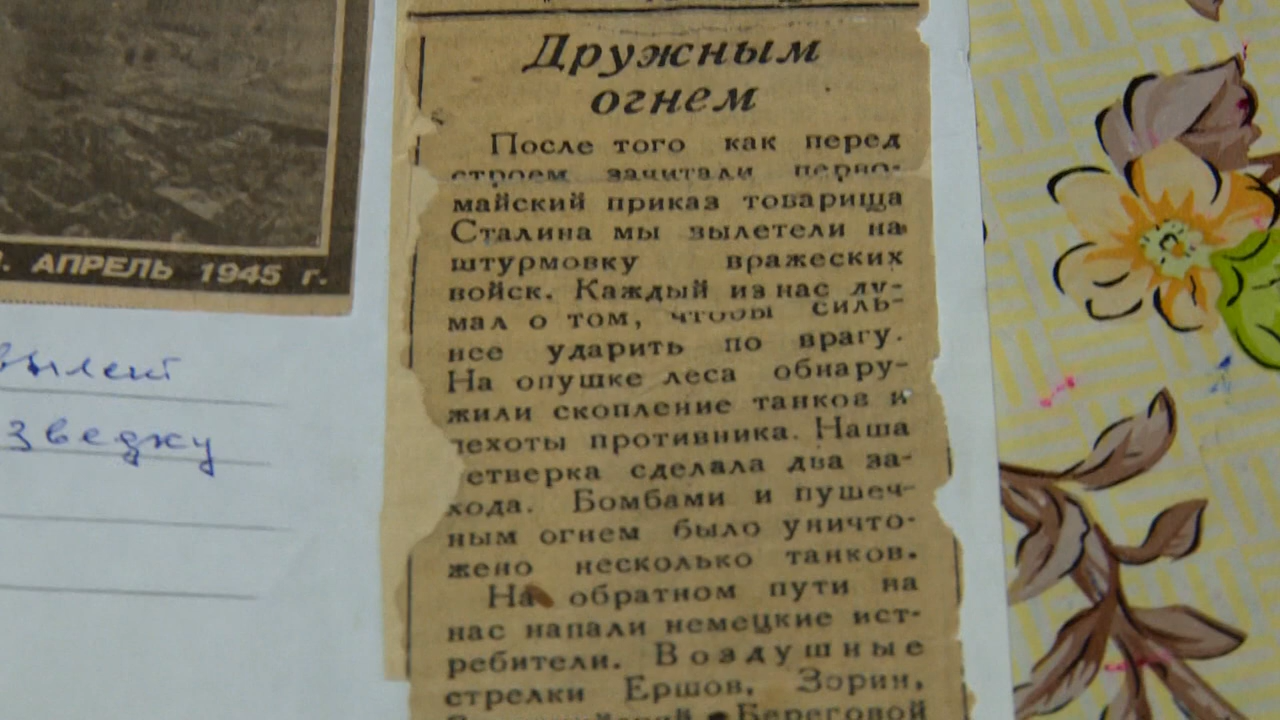 АПРЕЛЬ 1945 г.
вылет
зведку
Дружным
огнем
После того как перед
строем зачитали перво-
майский приказ товарища
Сталина мы вылетели на
штурмовку вражеских
войск. Каждый из нас ду-
мал о том, чтобы силь-
нее ударить по врагу.
На опушке леса обнару-
жили скопление танков и
пехоты противника. Наша
етверка сделала два за-
хода. Бомбами и пушеч-
ным огнем было уничто-
жено несколько танков.
На обратном пути на
нас напали немецкие ист-
ребители. Воздушные
стрелки Ершов, Зорин,
Береговой